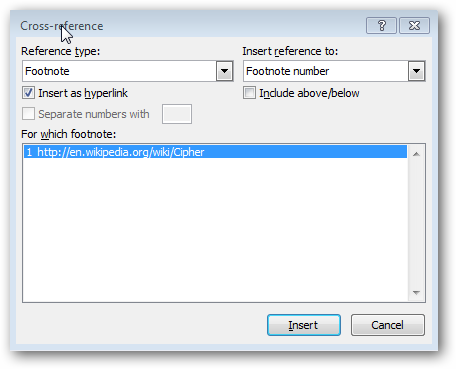 Cross-reference
Reference type:
Insert reference to:
Footnote
Footnote number
Insert as hyperlink
Include above/below
Separate numbers with
For which footnote:
1 http://en.wikipedia.org/wiki/Cipher
Insert
Cancel